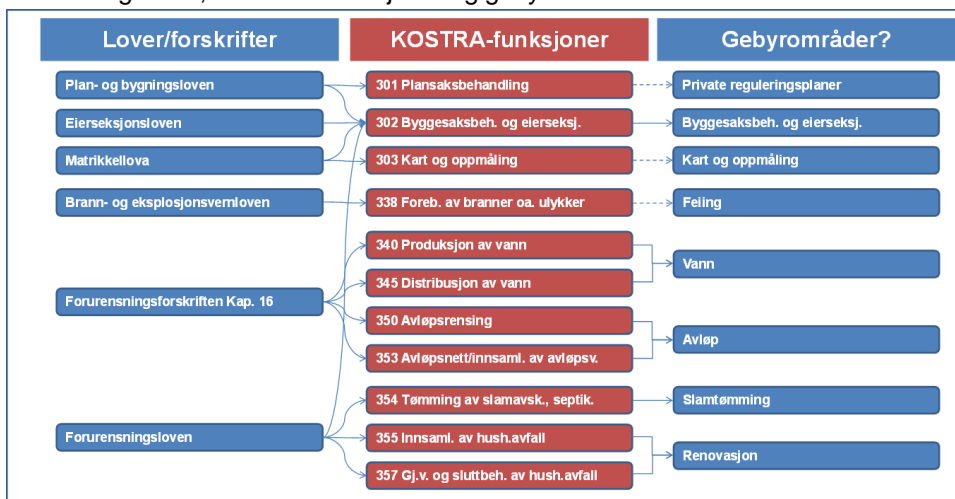 Lover/forskrifter
KOSTRA-funksjoner
Gebyrområder?
Plan- og bygningsloven
301 Plansaksbehandling
Private reguleringsplaner
Eierseksjonsloven
302 Byggesaksbeh. og eierseksj.
Byggesaksbeh. og eierseksj.
Matrikkellova
303 Kart og oppmåling
Kart og oppmåling
Brann- og eksplosjonsvernloven
338 Foreb. av branner oa. ulykker
Feiing
340 Produksjon av vann
Vann
345 Distribusjon av vann
Forurensningsforskriften Kap. 16
350 Avløpsrensing
Avløp
353 Avløpsnett/innsaml. av avløpsv.
354 Tømming av slamavsk., septik.
Slamtømming
Forurensningsloven
355 Innsaml. av hush.avfall
Renovasjon
357 Gj.v. og sluttbeh. av hush.avfall